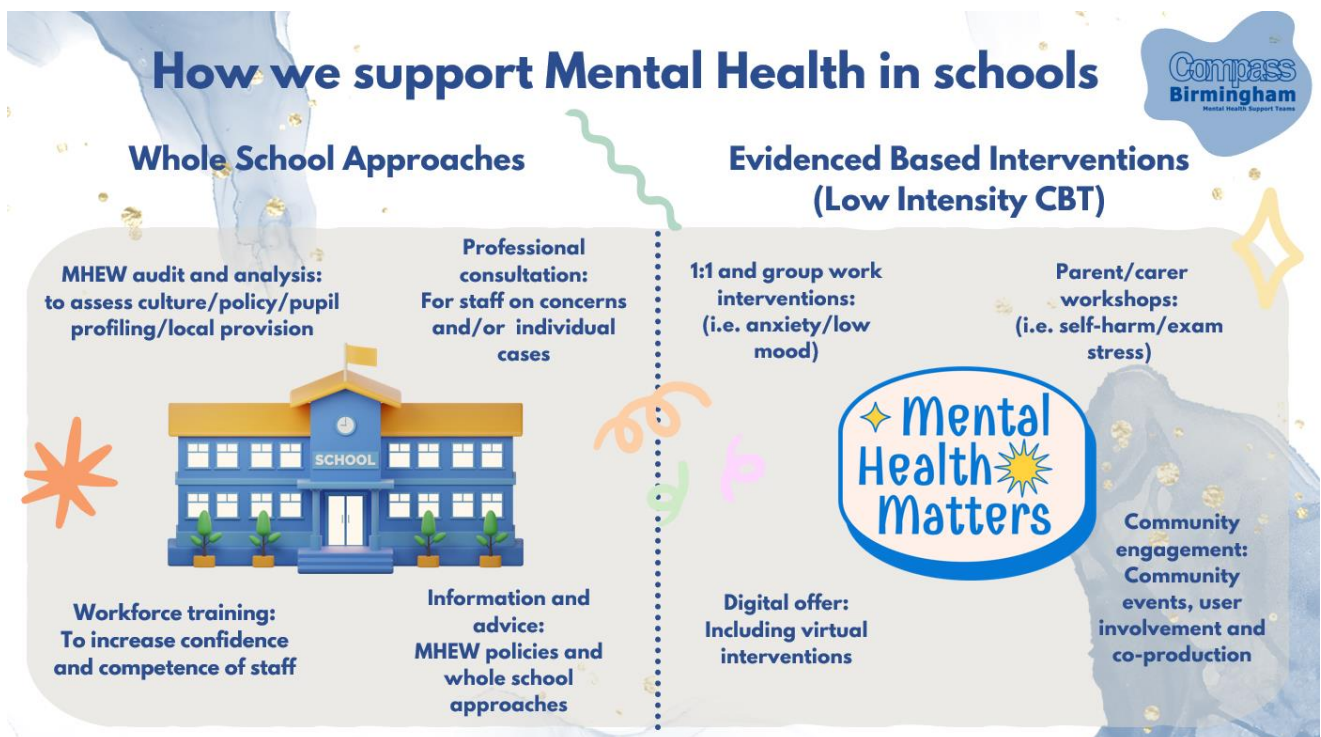 How we support Mental Health in schools
Compass
Birmingham
Mental Health Support Teams
Whole School Approaches
MHEW audit and analysis:
to assess culture/policy/pupil
profiling/local provision
Professional
consultation:
For staff on concerns
and/or individual
cases
SCHOOL
Workforce training:
To increase confidence
and competence of staff
Information and
advice:
MHEW policies and
whole school
approaches
Evidenced Based Interventions
(Low Intensity CBT)
1:1 and group work
interventions:
(i.e. anxiety/low
mood)
Parent/carer
workshops:
(i.e. self-harm/exam
stress)
Mental
Health
Matters
Digital offer:
Including virtual
interventions
Community
engagement:
Community
events, user
involvement and
co-production